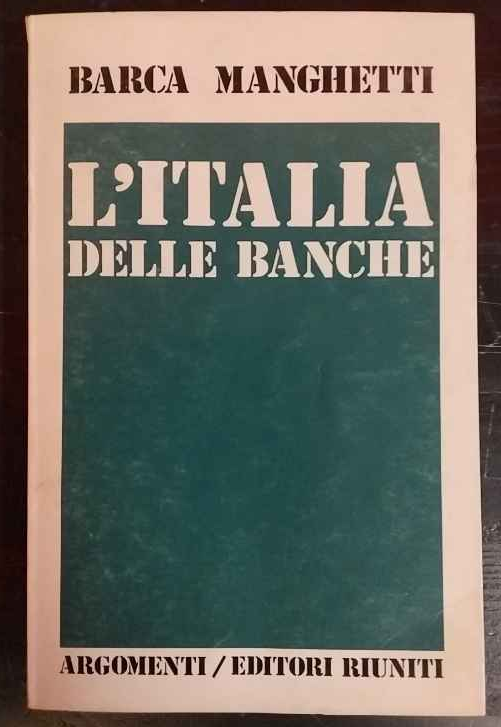 BARCA MANGHETTI
L'ITALIA
DELLE BANCHE
ARGOMENTI / EDITORI RIUNITI